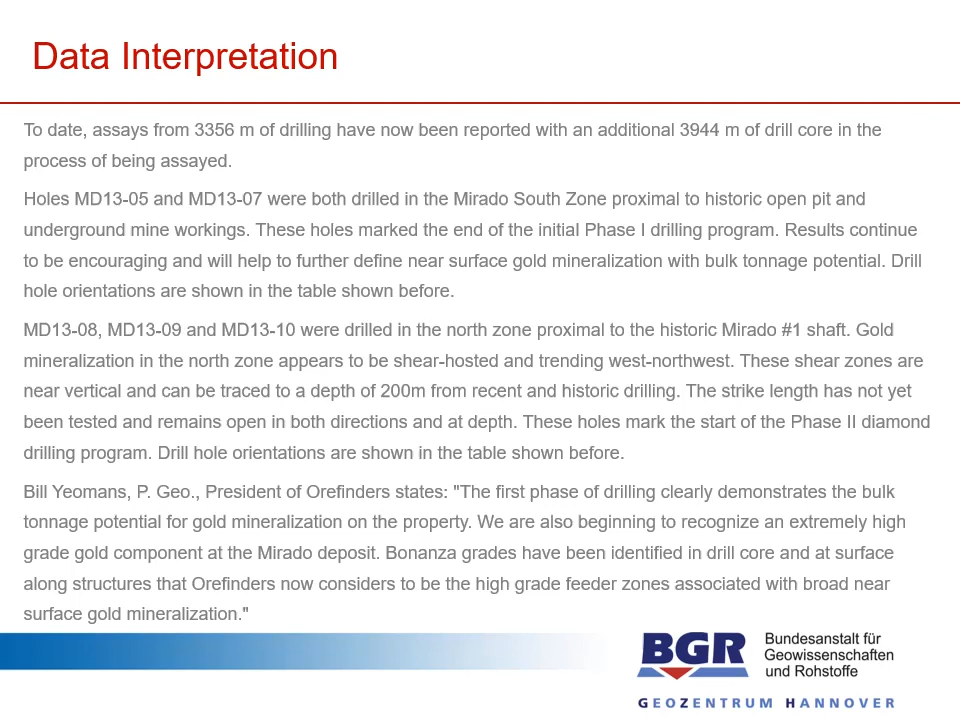 Data Interpretation
To date, assays from 3356 m of drilling have now been reported with an additional 3944 m of drill core in the
process of being assayed.
Holes MD13-05 and MD13-07 were both drilled in the Mirado South Zone proximal to historic open pit and
underground mine workings. These holes marked the end of the initial Phase I drilling program. Results continue
to be encouraging and will help to further define near surface gold mineralization with bulk tonnage potential. Drill
hole orientations are shown in the table shown before.
MD13-08, MD13-09 and MD13-10 were drilled in the north zone proximal to the historic Mirado #1 shaft. Gold
mineralization in the north zone appears to be shear-hosted and trending west-northwest. These shear zones are
near vertical and can be traced to a depth of 200m from recent and historic drilling. The strike length has not yet
been tested and remains open in both directions and at depth. These holes mark the start of the Phase II diamond
drilling program. Drill hole orientations are shown in the table shown before.
Bill Yeomans, P. Geo., President of Orefinders states: "The first phase of drilling clearly demonstrates the bulk
tonnage potential for gold mineralization on the property. We are also beginning to recognize an extremely high
grade gold component at the Mirado deposit. Bonanza grades have been identified in drill core and at surface
along structures that Orefinders now considers to be the high grade feeder zones associated with broad near
surface gold mineralization."
BGR
Bundesanstalt für
Geowissenschaften
und Rohstoffe
GEOZENTRUM HANNOVER